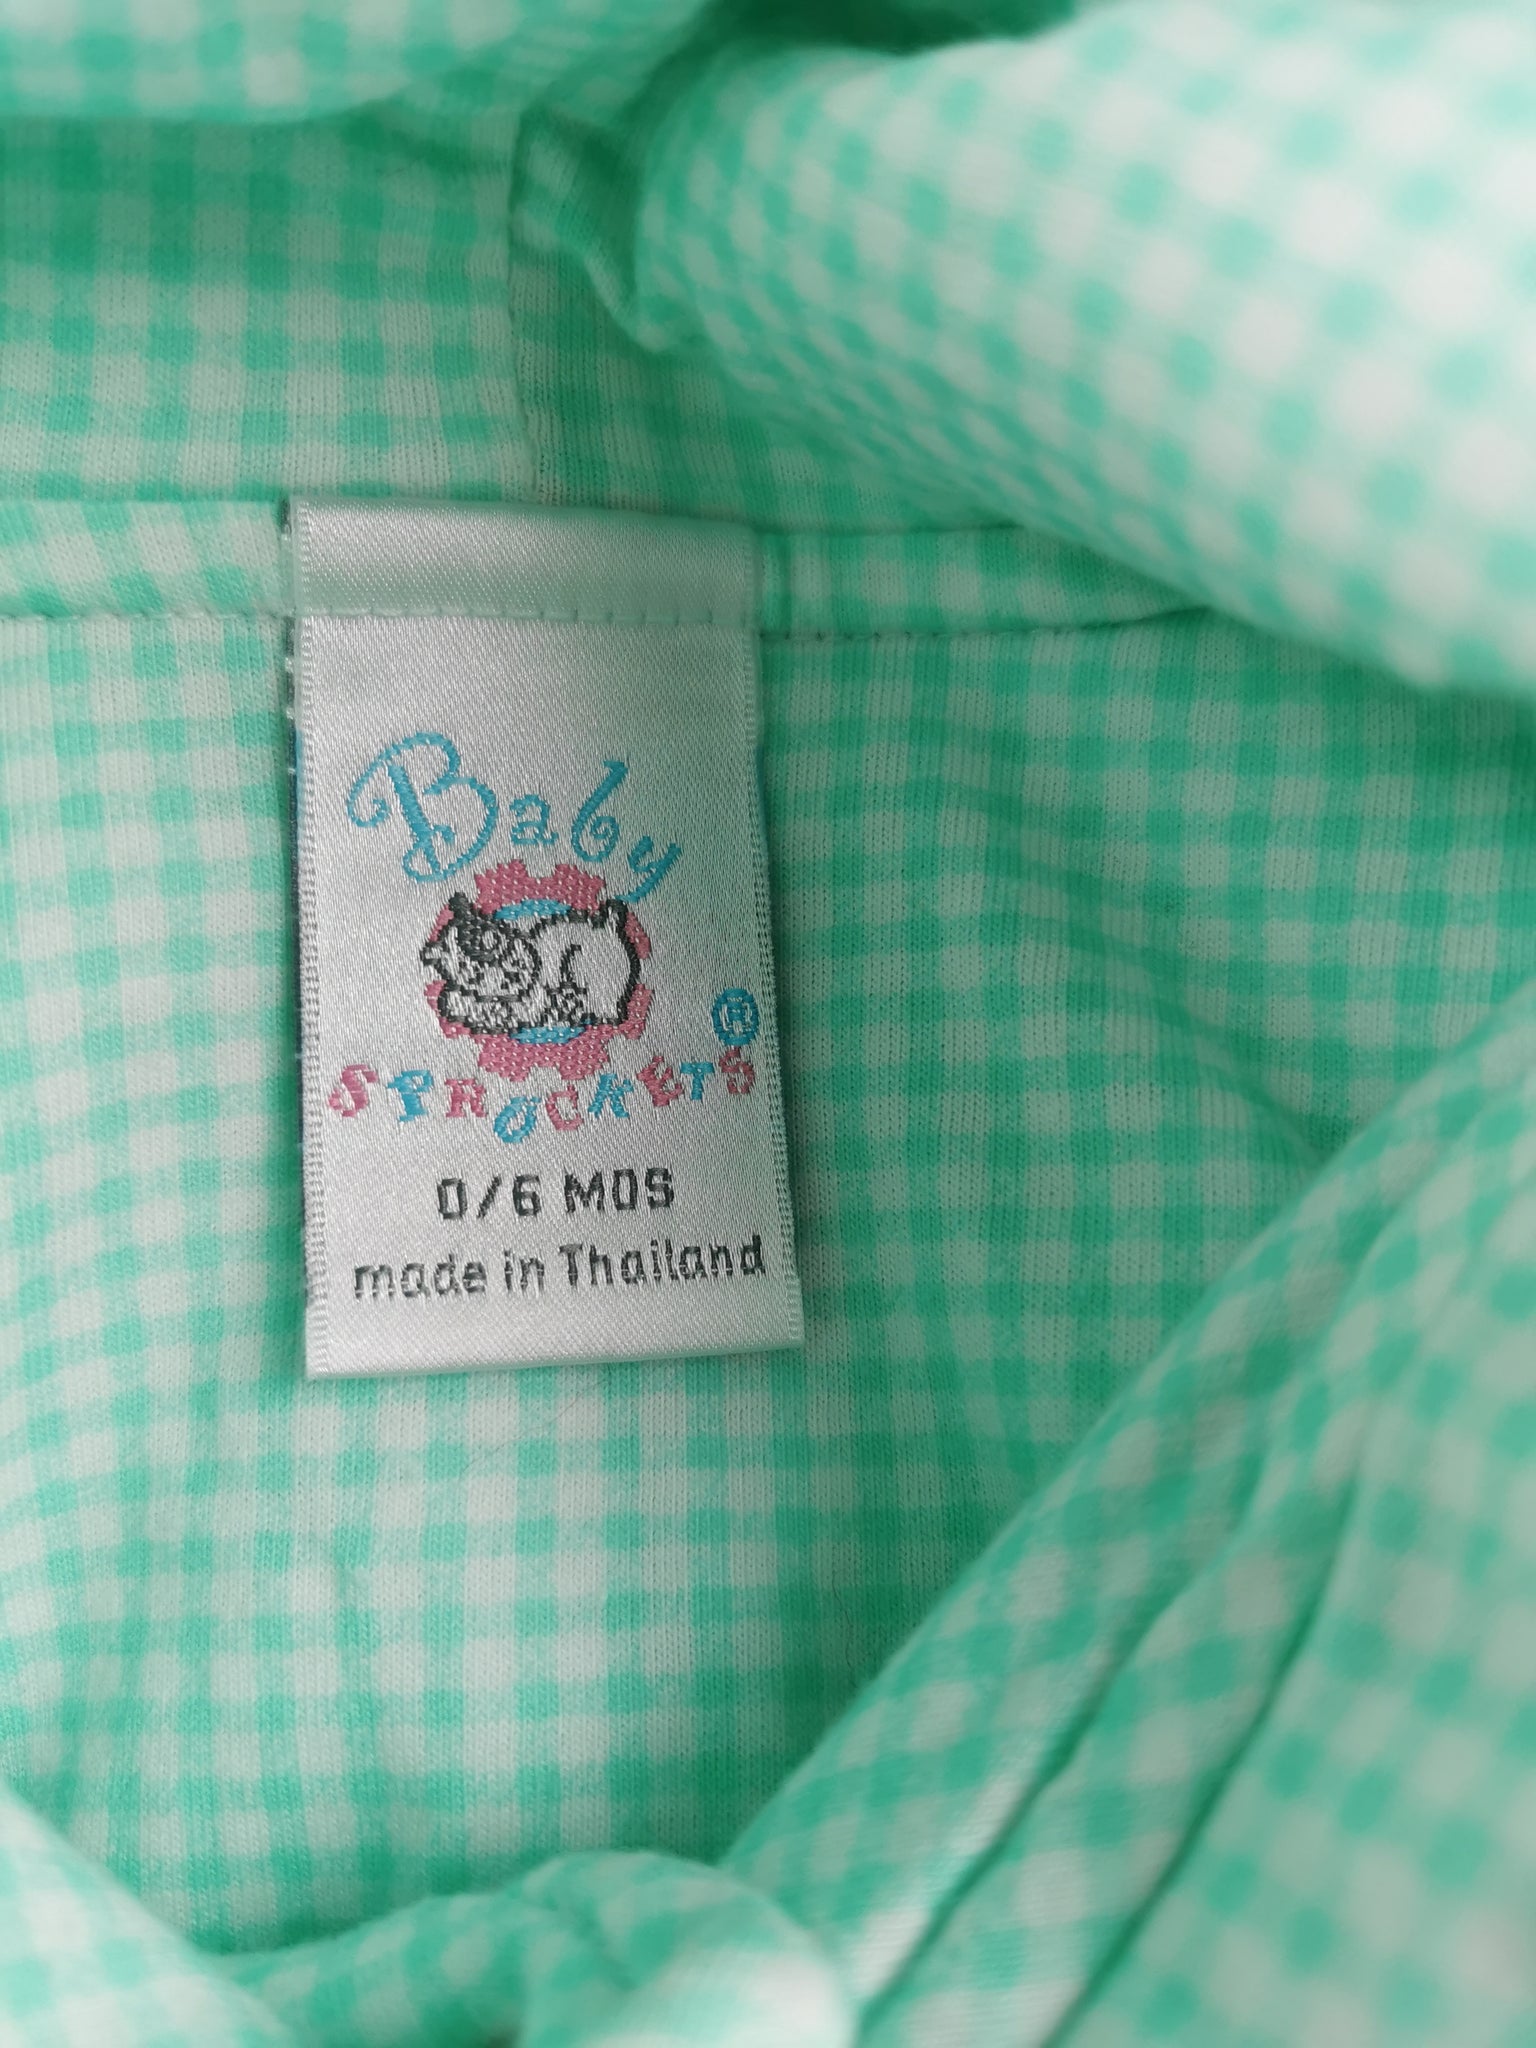 Baby
SPROCKETS®
0/6 MOS
made in Thailand